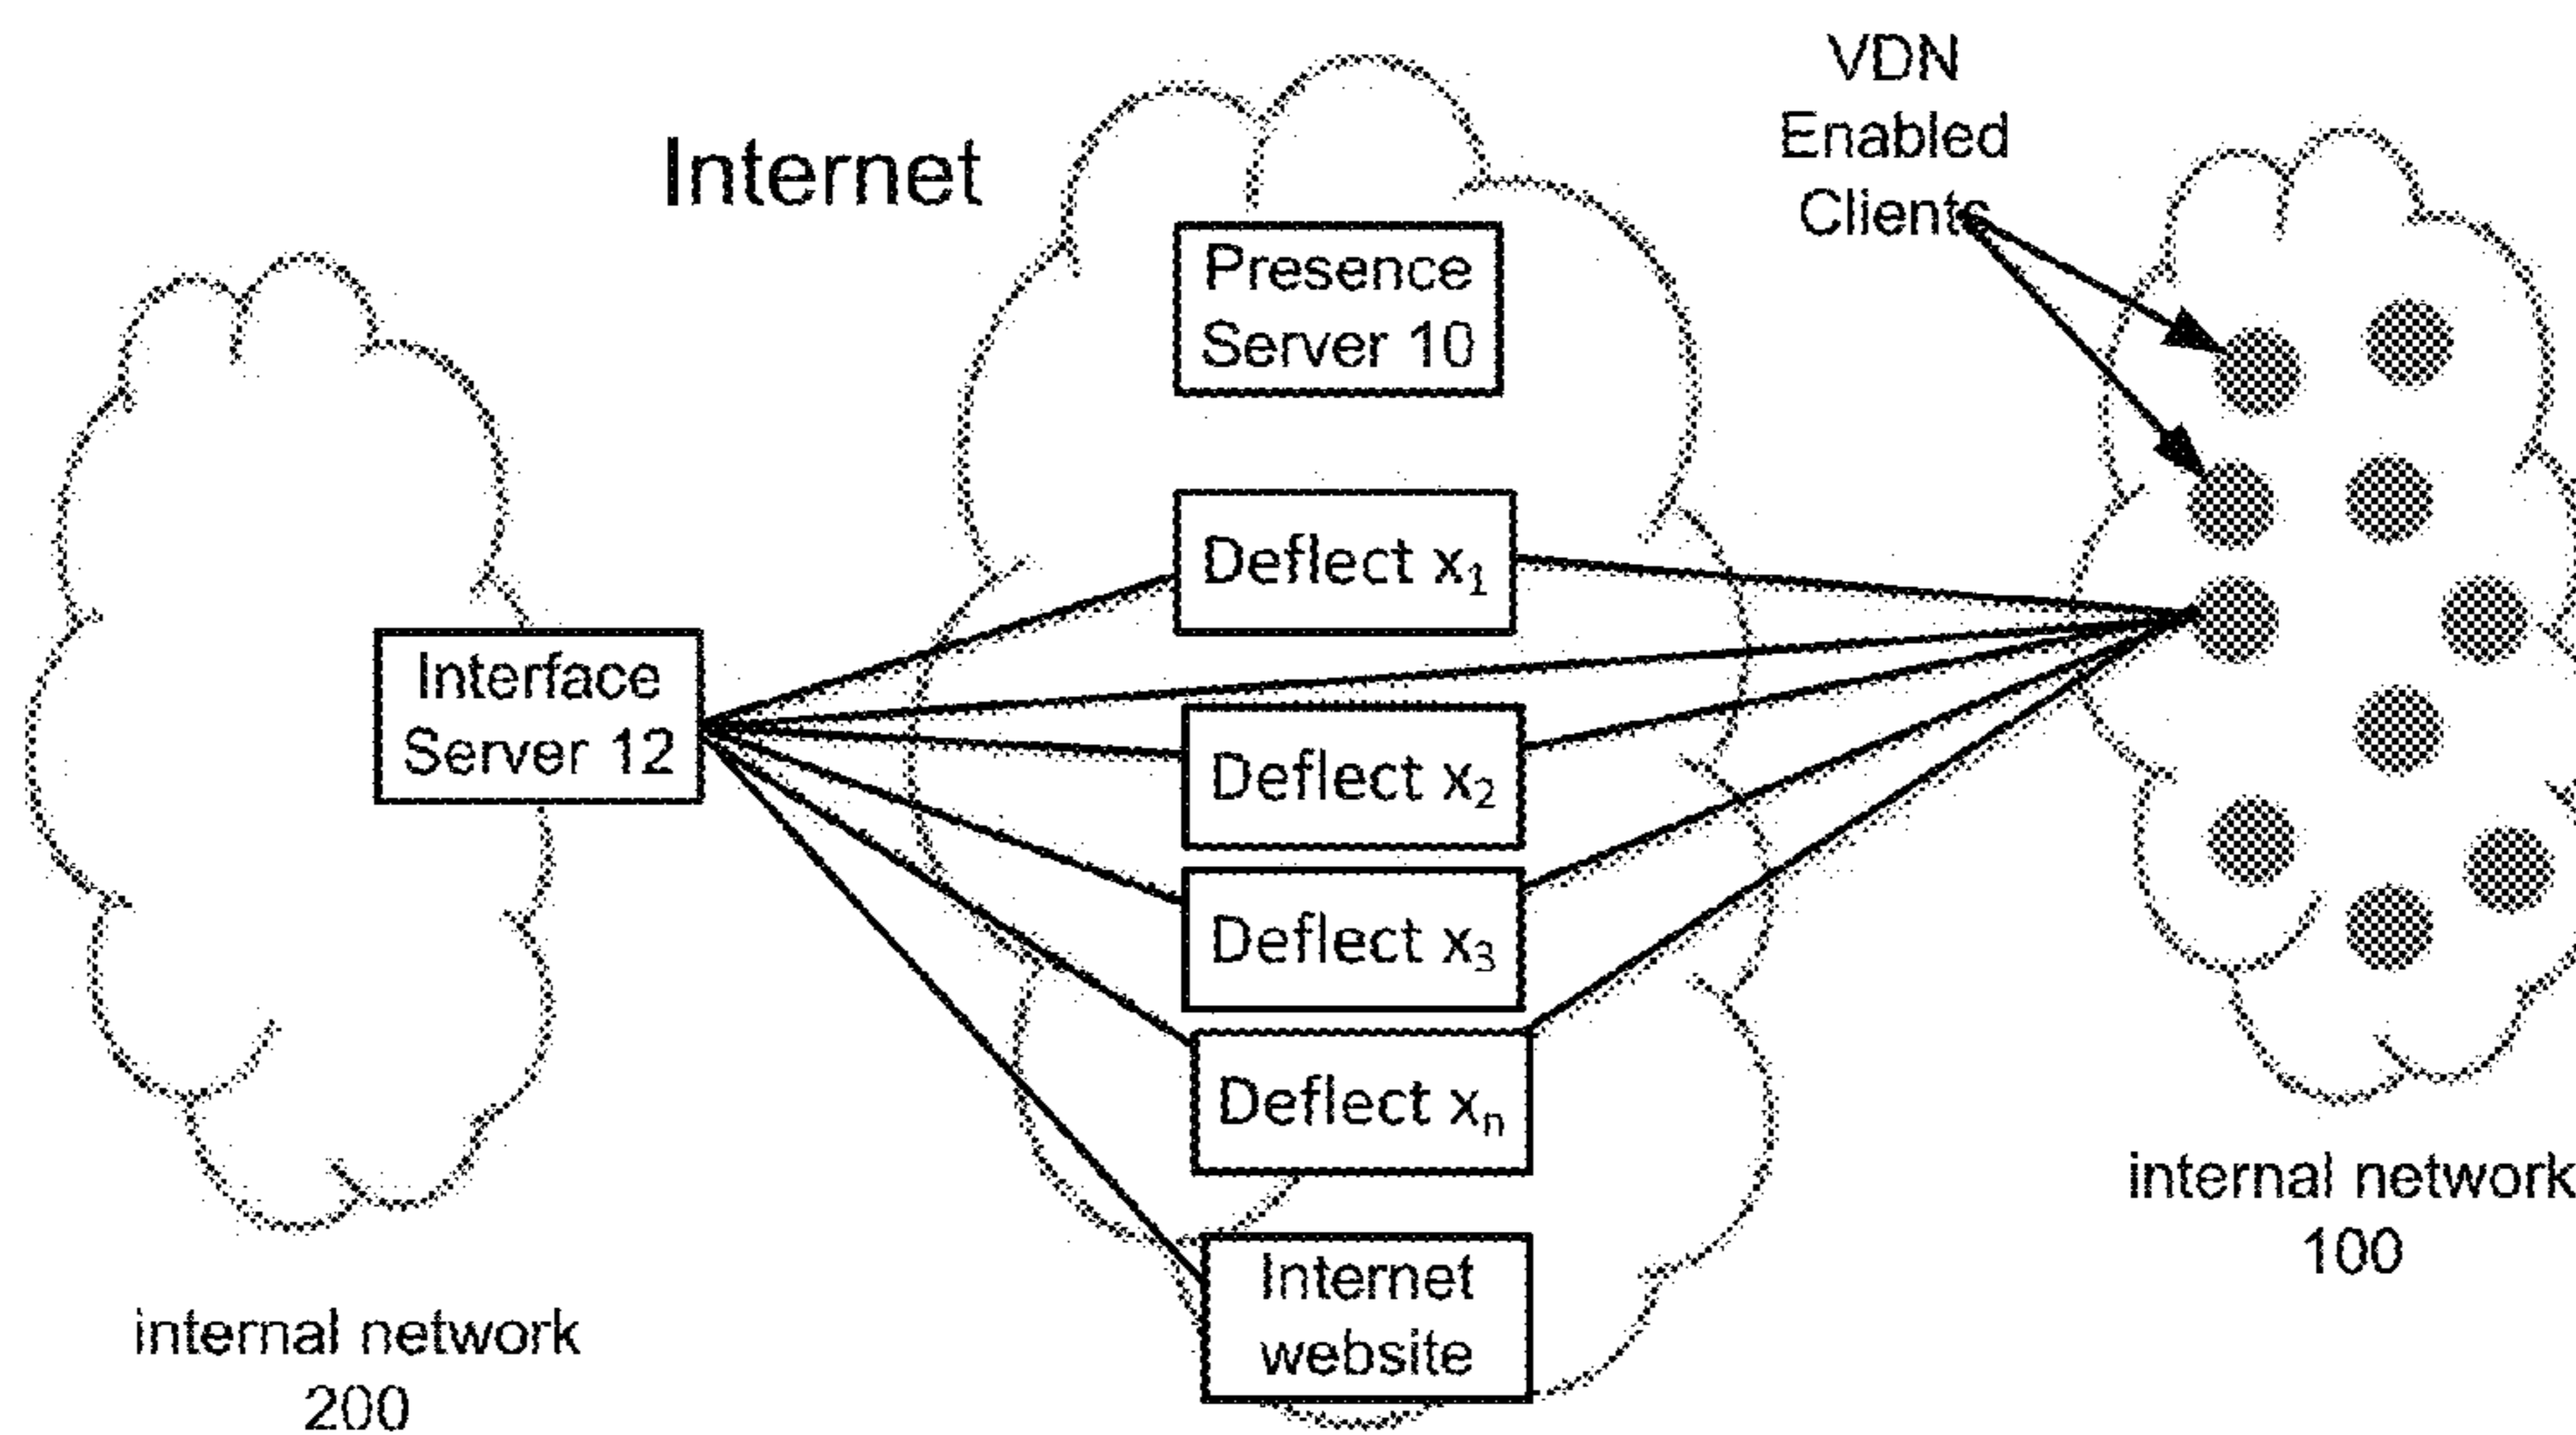 VDN
Enabled
Clients
Internet
Presence
Server 10
Deflect x₁
Interface
Server 12
Deflect x₂
Deflect x₃
Deflect xₙ
internal network
100
Internet
website
internal network
200